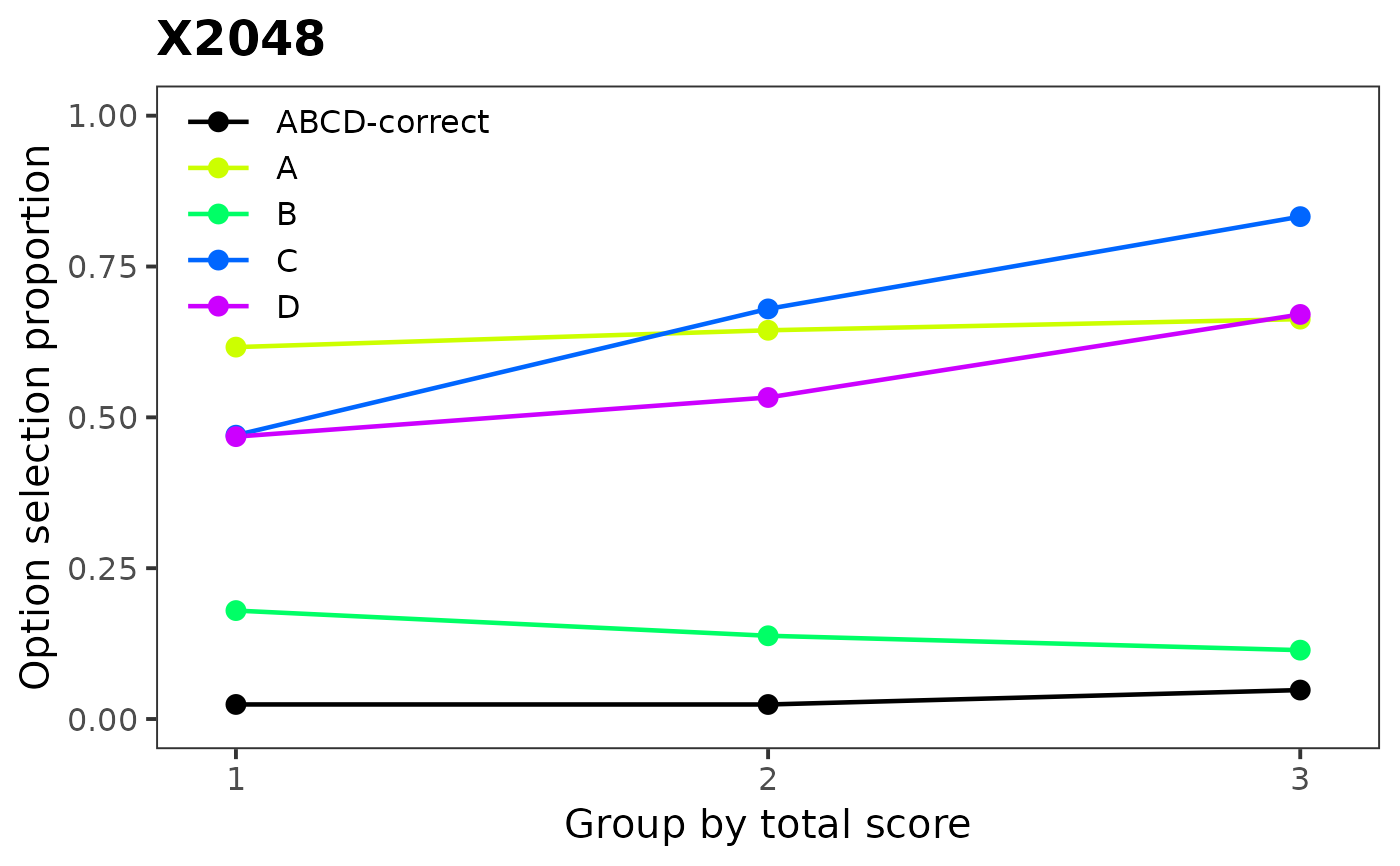 X2048
Option selection proportion
1.00
0.75
0.50
0.25
0.00
ABCD-correct
A
B
C
D
1
2
3
Group by total score